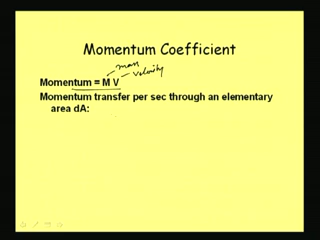 Momentum Coefficient
mass
velocity
Momentum = M V
Momentum transfer per sec through an elementary
area dA: